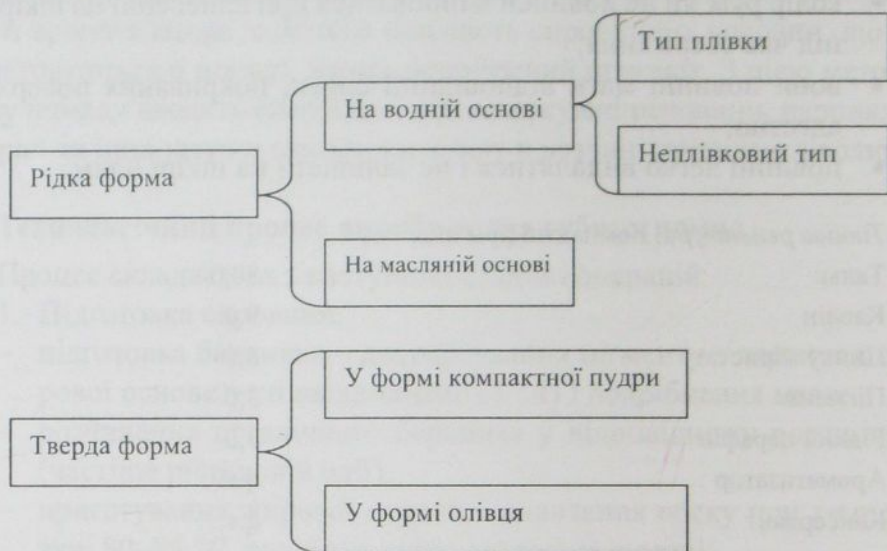 Тип плівки
На водній основі
Неплівковий тип
Рідка форма
На масляній основі
У формі компактної пудри
Тверда форма
У формі олівця